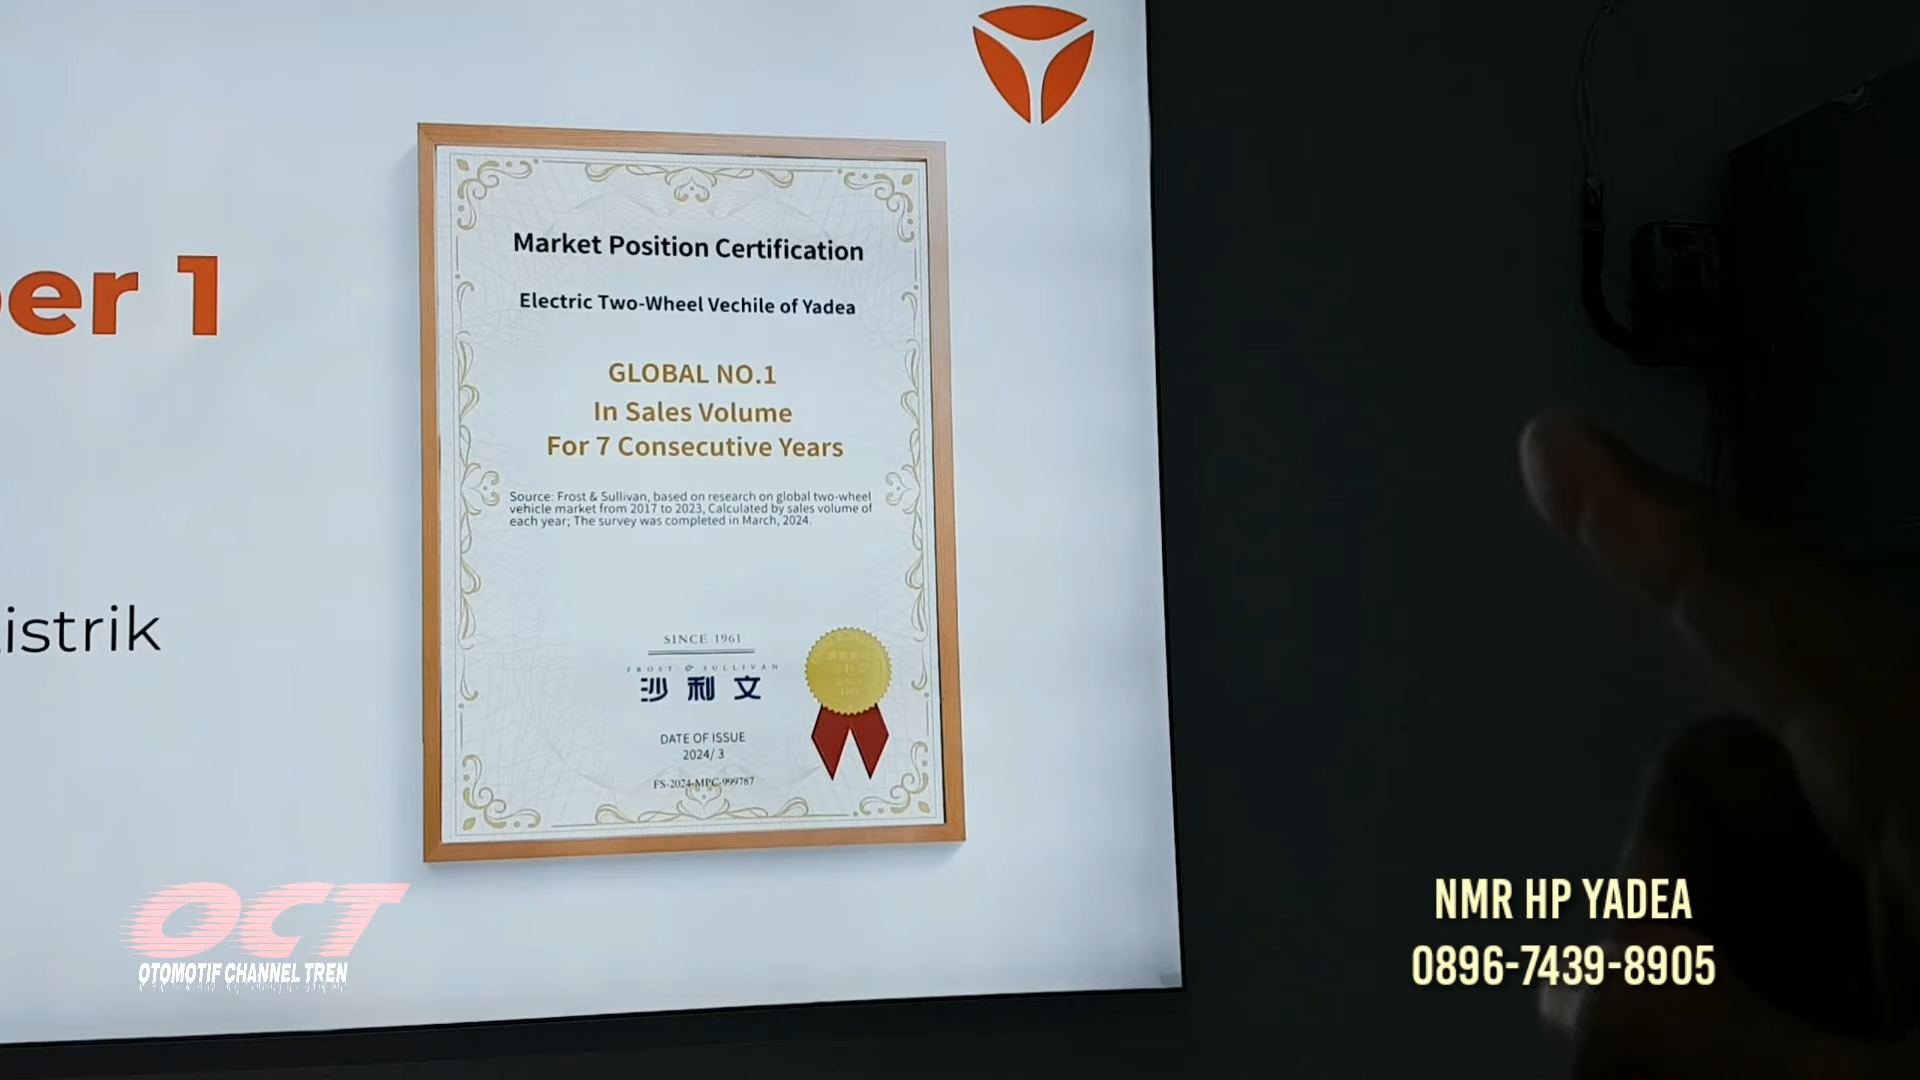 er 1
istrik
Market Position Certification
Electric Two-Wheel Vechile of Yadea
GLOBAL NO.1
In Sales Volume
For 7 Consecutive Years
Source: Frost & Sullivan, based on research on global two-wheel
vehicle market from 2017 to 2023, Calculated by sales volume of
each year; The survey was completed in March, 2024.
SINCE 1961
FROST & SULLIVAN
沙利文
DATE OF ISSUE
2024/3
FS-2024-MPC-999787
OCT
OTOMOTIF CHANNEL TREN
NMR HP YADEA
0896-7439-8905